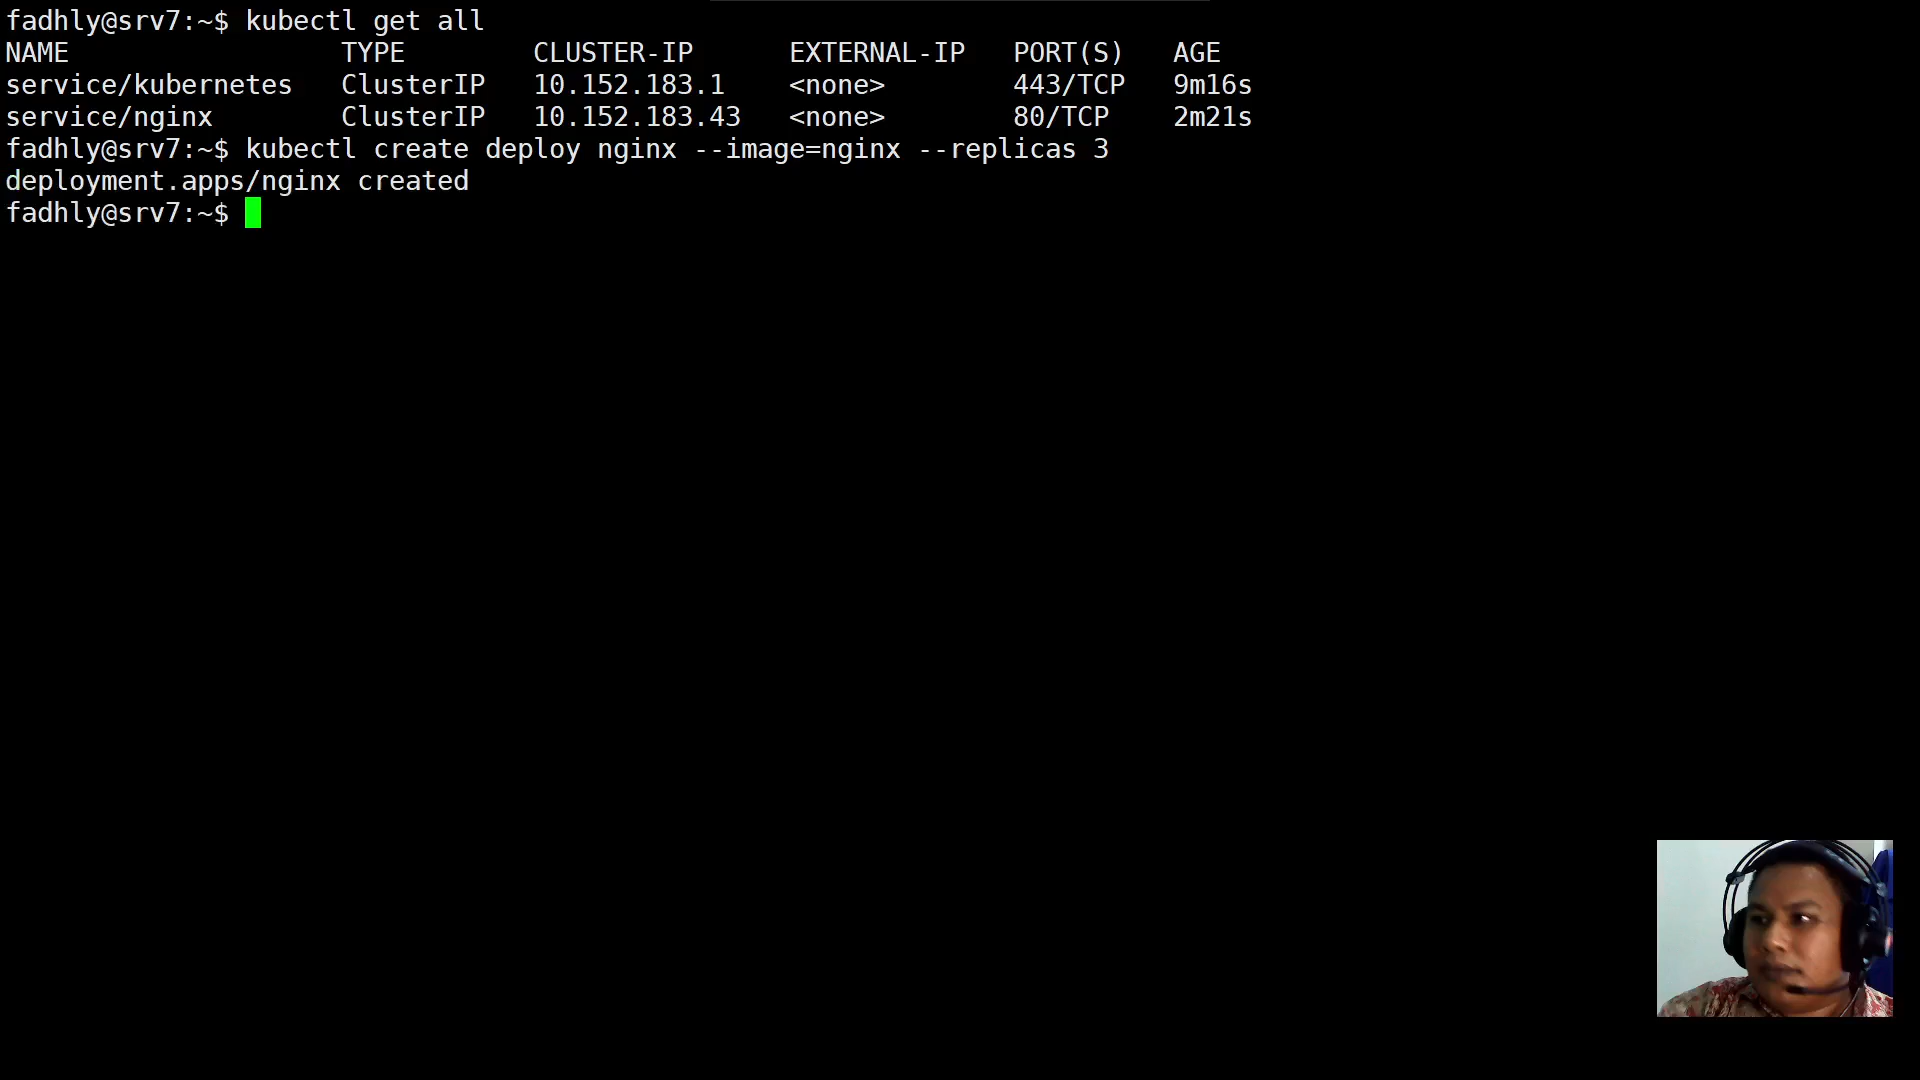 fadhly@srv7:~$ kubectl get all
NAME                 TYPE        CLUSTER-IP      EXTERNAL-IP   PORT(S)   AGE
service/kubernetes   ClusterIP   10.152.183.1    <none>        443/TCP   9m16s
service/nginx        ClusterIP   10.152.183.43   <none>        80/TCP    2m21s
fadhly@srv7:~$ kubectl create deploy nginx --image=nginx --replicas 3
deployment.apps/nginx created
fadhly@srv7:~$